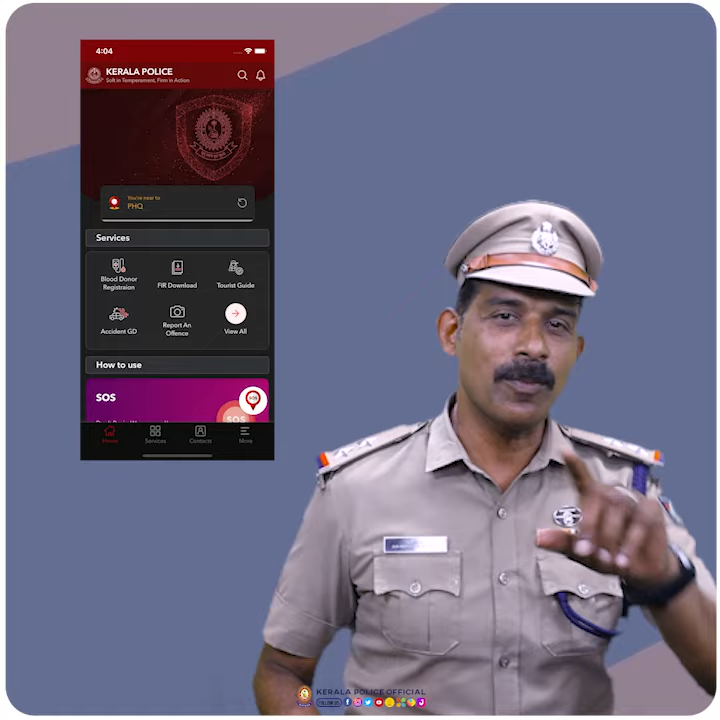 4:04
KERALA POLICE
Soft in Temperament, Firm in Action
You're near to
PHQ
Services
Blood Donor
Registraion
FIR Download
Tourist Guide
Accident GD
Report An
Offence
View All
How to use
SOS
SOS
SOS
Home
Services
Contacts
More
KERALA POLICE OFFICIAL
FOLLOW US